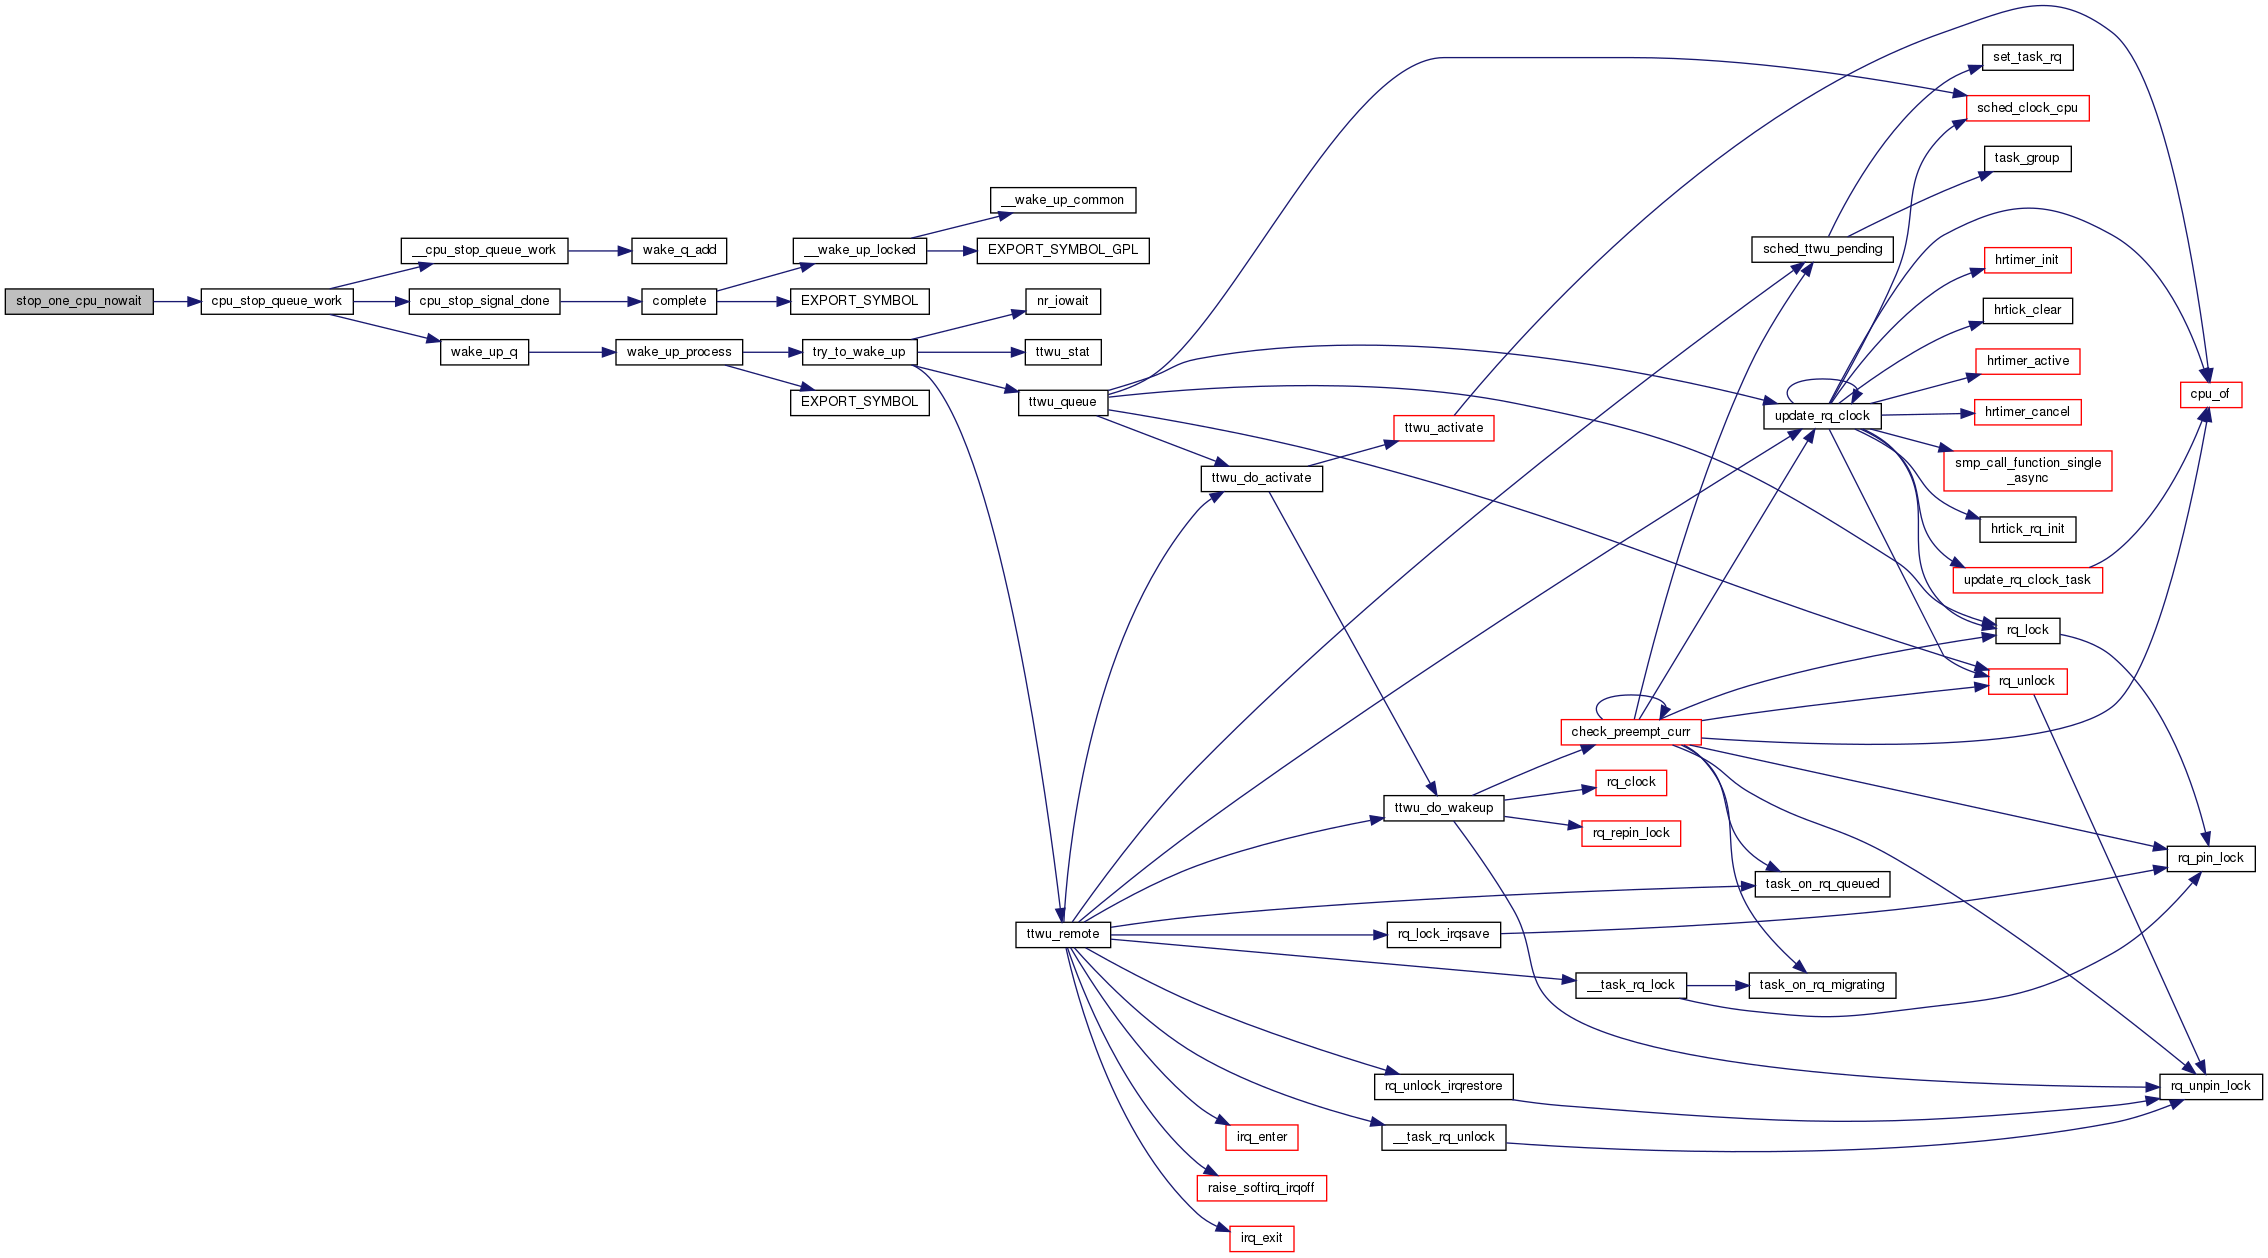 stop_one_cpu_nowait
cpu_stop_queue_work
__cpu_stop_queue_work
cpu_stop_signal_done
wake_up_q
wake_q_add
complete
wake_up_process
__wake_up_locked
EXPORT_SYMBOL
try_to_wake_up
EXPORT_SYMBOL
__wake_up_common
EXPORT_SYMBOL_GPL
nr_iowait
ttwu_stat
ttwu_queue
ttwu_remote
ttwu_do_activate
irq_enter
raise_softirq_irqoff
irq_exit
ttwu_activate
ttwu_do_wakeup
rq_lock_irqsave
rq_unlock_irqrestore
__task_rq_unlock
check_preempt_curr
rq_clock
rq_repin_lock
__task_rq_lock
sched_ttwu_pending
update_rq_clock
task_on_rq_queued
task_on_rq_migrating
set_task_rq
sched_clock_cpu
task_group
hrtimer_init
hrtick_clear
hrtimer_active
hrtimer_cancel
smp_call_function_single
_async
hrtick_rq_init
update_rq_clock_task
rq_lock
rq_unlock
cpu_of
rq_pin_lock
rq_unpin_lock